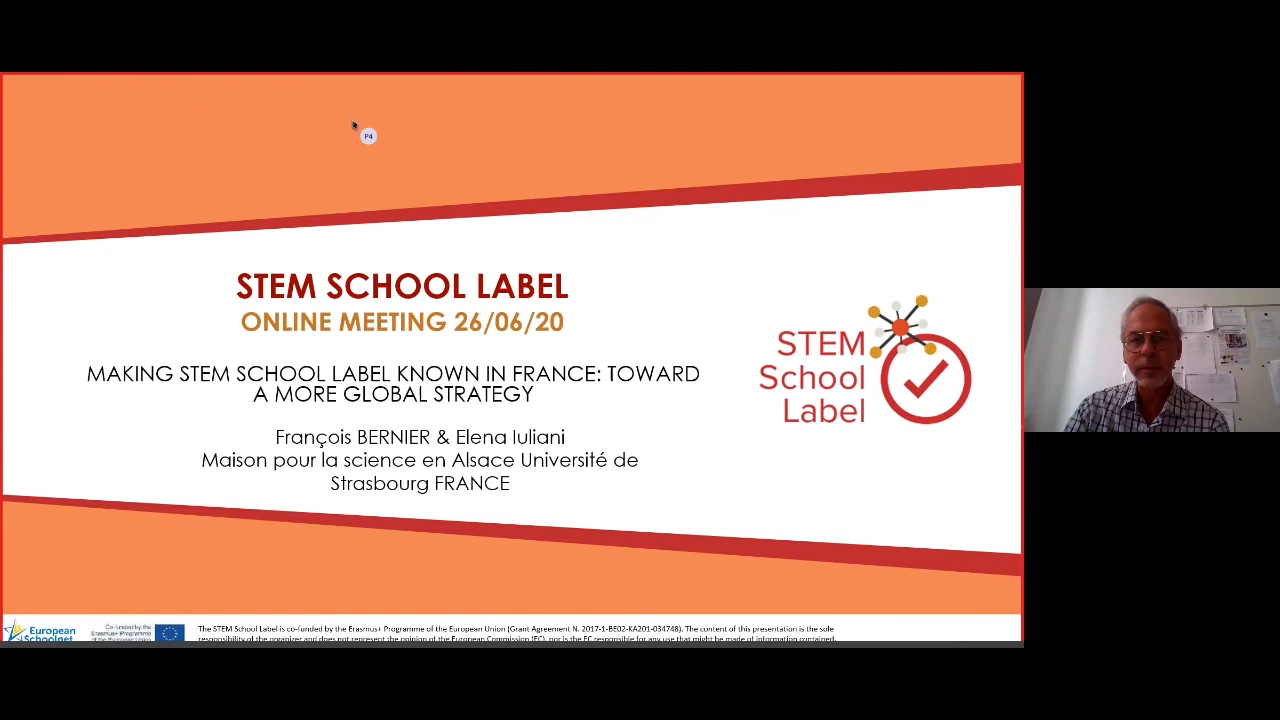 P4
STEM SCHOOL LABEL
ONLINE MEETING 26/06/20
MAKING STEM SCHOOL LABEL KNOWN IN FRANCE: TOWARD
A MORE GLOBAL STRATEGY
François BERNIER & Elena Iuliani
Maison pour la science en Alsace Université de
Strasbourg FRANCE
STEM
School
Label
European
Schoolnet
Co-funded by the
Erasmus+ Programme
of the European Union
The STEM School Label is co-funded by the Erasmus+ Programme of the European Union (Grant Agreement N. 2017-1-BE02-KA201-034748). The content of this presentation is the sole
responsibility of the organizer and does not represent the opinion of the European Commission (EC), nor is the EC responsible for any use that might be made of information contained.